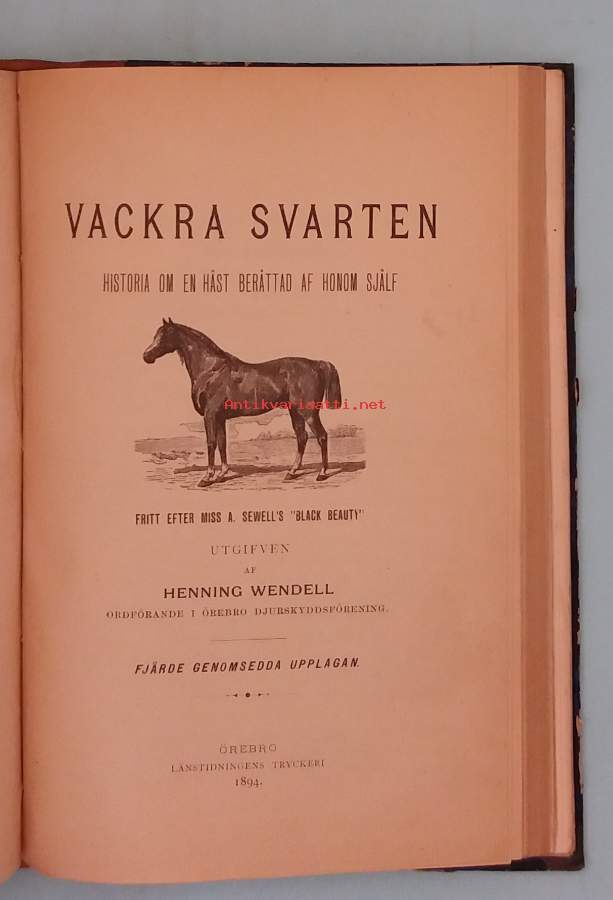 VACKRA SVARTEN
HISTORIA OM EN HÄST BERÄTTAD AF HONOM SJÄLF
Antikvariaatti.net
FRITT EFTER MISS A. SEWELL'S "BLACK BEAUTY"
UTGIFVEN
AF
HENNING WENDELL
ORDFÖRANDE I ÖREBRO DJURSKYDDSFÖRENING.
FJÄRDE GENOMSEDDA UPPLAGAN.
ÖREBRO
LÄNSTIDNINGENS TRYCKERI
1894.